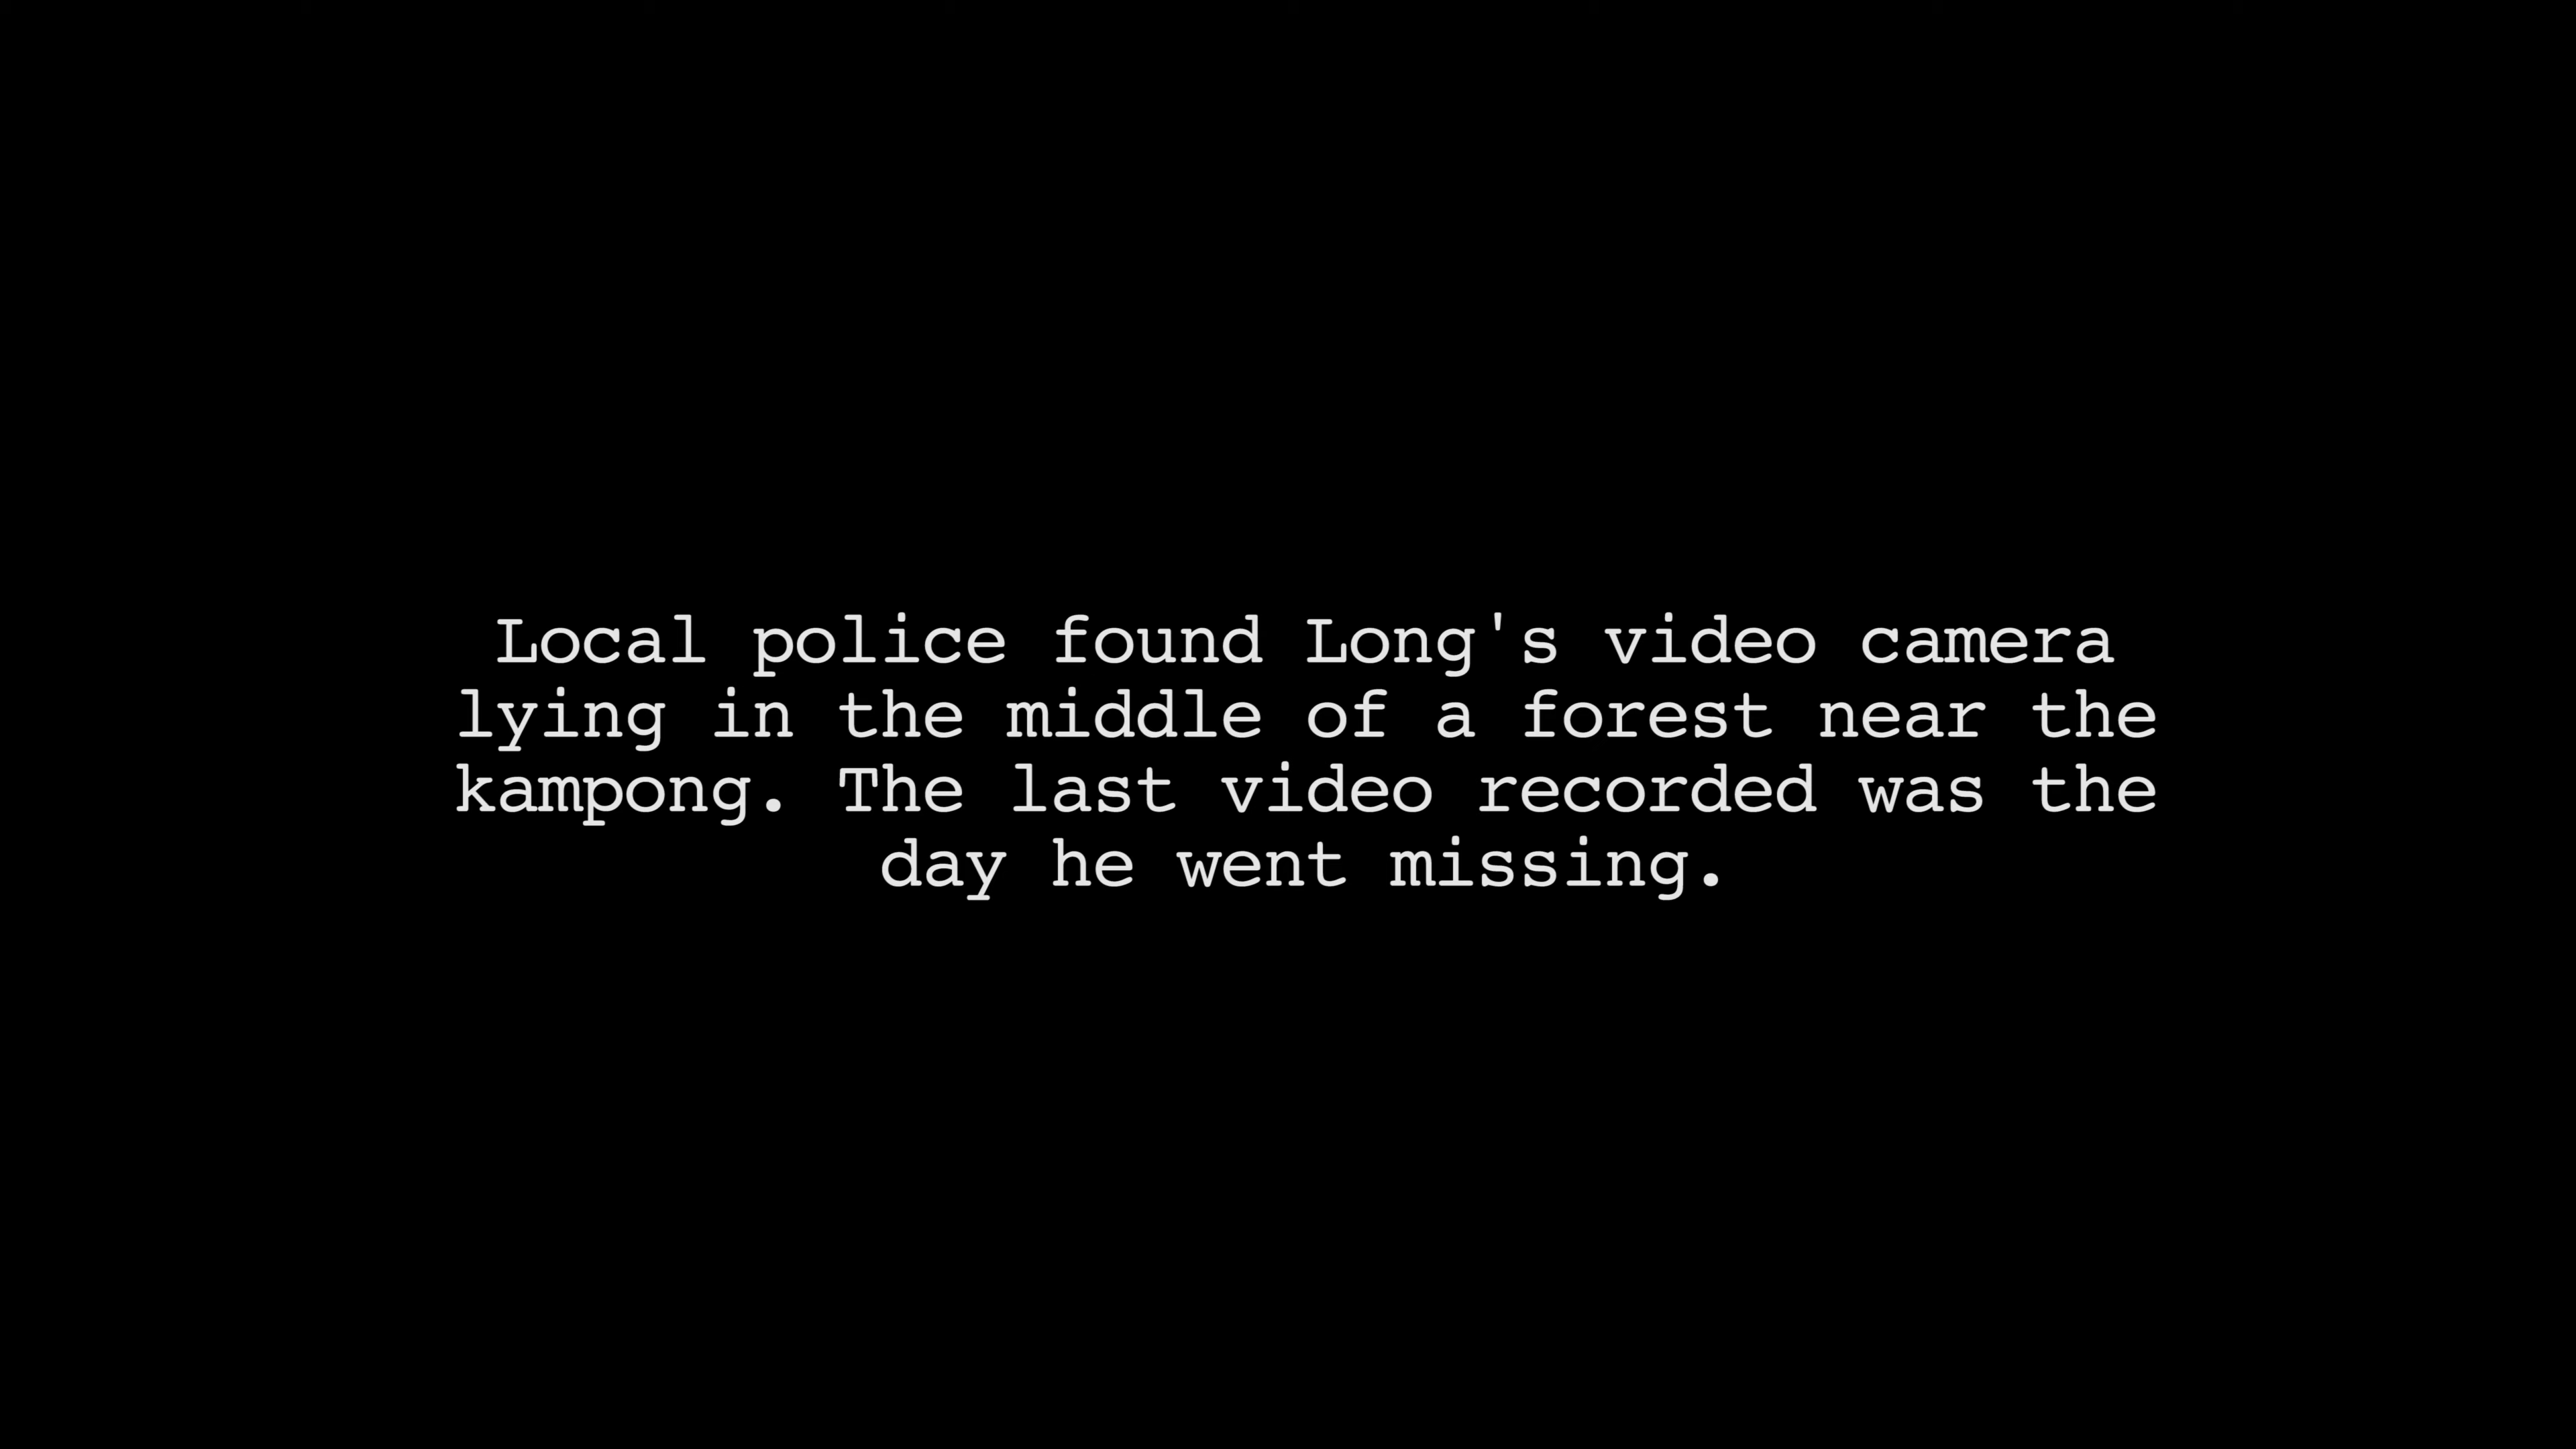 Local police found Long's video camera
lying in the middle of a forest near the
kampong. The last video recorded was the
day he went missing.